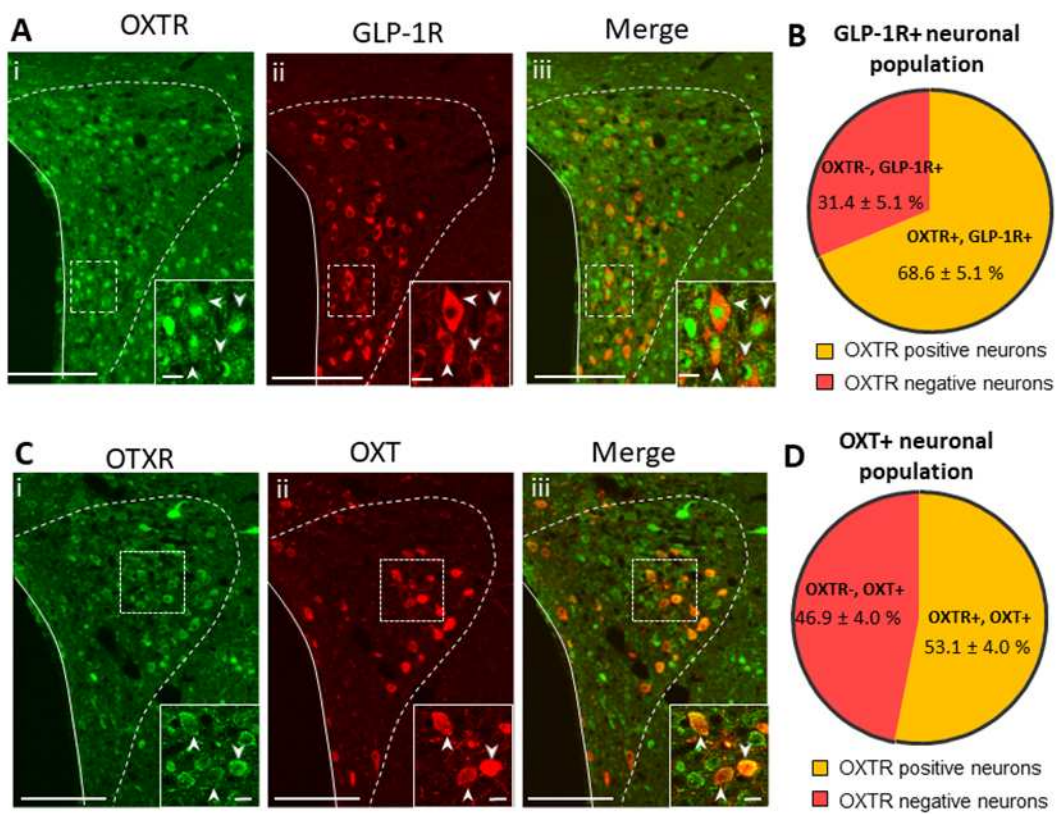 A
OXTR
GLP-1R
Merge
i
ii
iii
B
GLP-1R+ neuronal
population
OXTR-, GLP-1R+
31.4 ± 5.1 %
OXTR+, GLP-1R+
68.6 ± 5.1 %
OXTR positive neurons
OXTR negative neurons
C
OTXR
OXT
Merge
i
ii
iii
D
OXT+ neuronal
population
OXTR-, OXT+
46.9 ± 4.0 %
OXTR+, OXT+
53.1 ± 4.0 %
OXTR positive neurons
OXTR negative neurons